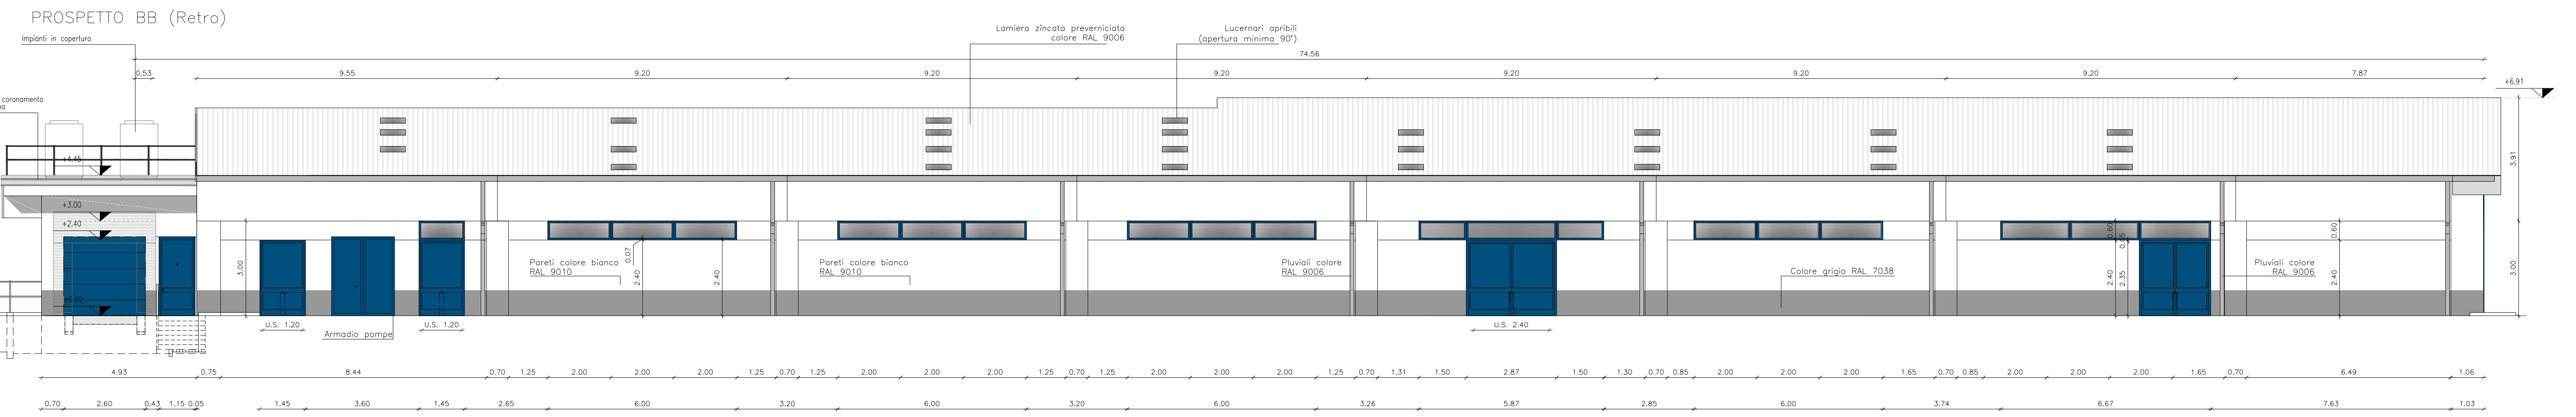 PROSPETTO BB (Retro)
Impianti in copertura
Lamiera zincata preverniciata
colore RAL 9006
Lucernari apribili
(apertura minima 90°)
74.56
0.53
9.55
9.20
9.20
9.20
9.20
9.20
9.20
7.87
+6.91
coronamento
+4.45
3.91
+3.00
+2.40
±0.00
3.00
0.07
2.40
2.40
0.60
2.40
2.35
0.60
2.40
3.00
Pareti colore bianco
RAL 9010
Pareti colore bianco
RAL 9010
Pluviali colore
RAL 9006
Colore grigio RAL 7038
Pluviali colore
RAL 9006
U.S. 1.20
Armadio pompe
U.S. 1.20
U.S. 2.40
4.93 0.75 8.44 0.70 1.25 2.00 2.00 2.00 1.25 0.70 1.25 2.00 2.00 2.00 1.25 0.70 1.25 2.00 2.00 2.00 1.25 0.70 1.31 1.50 2.87 1.50 1.30 0.70 0.85 2.00 2.00 2.00 1.65 0.70 0.85 2.00 2.00 2.00 1.65 0.70 6.49 1.06
0.70 2.60 0.43 1.15 0.05 1.45 3.60 1.45 2.65 6.00 3.20 6.00 3.20 6.00 3.26 5.87 2.85 6.00 3.74 6.67 7.63 1.03